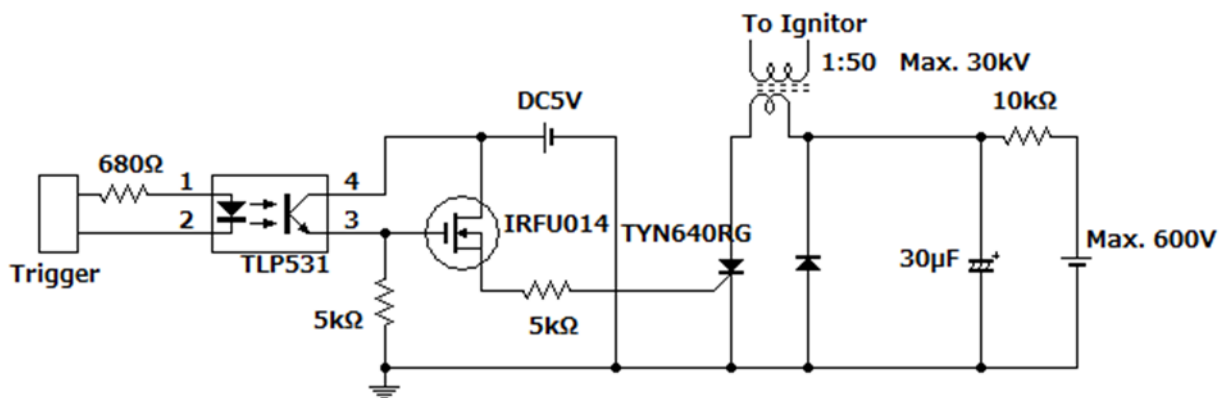 To Ignitor
1:50 Max. 30kV
DC5V
10kΩ
680Ω
1
4
2
3
IRFU014
TYN640RG
Trigger
TLP531
30μF
+
Max. 600V
5kΩ
5kΩ